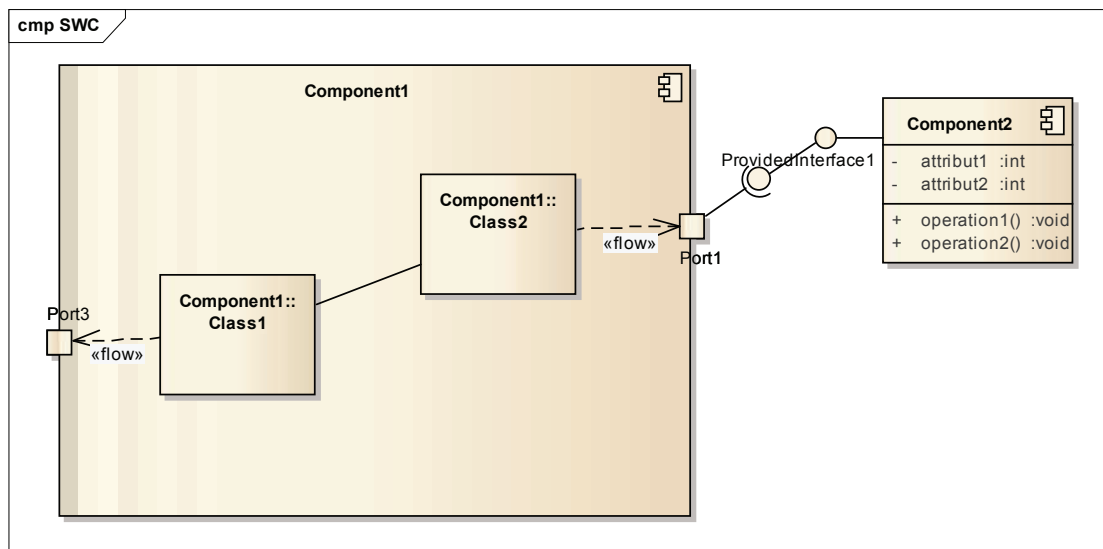 cmp SWC
Component1
Component2
ProvidedInterface1
- attribut1 :int
- attribut2 :int
+ operation1() :void
+ operation2() :void
Component1::
Class2
«flow»
Port1
Component1::
Class1
Port3
«flow»